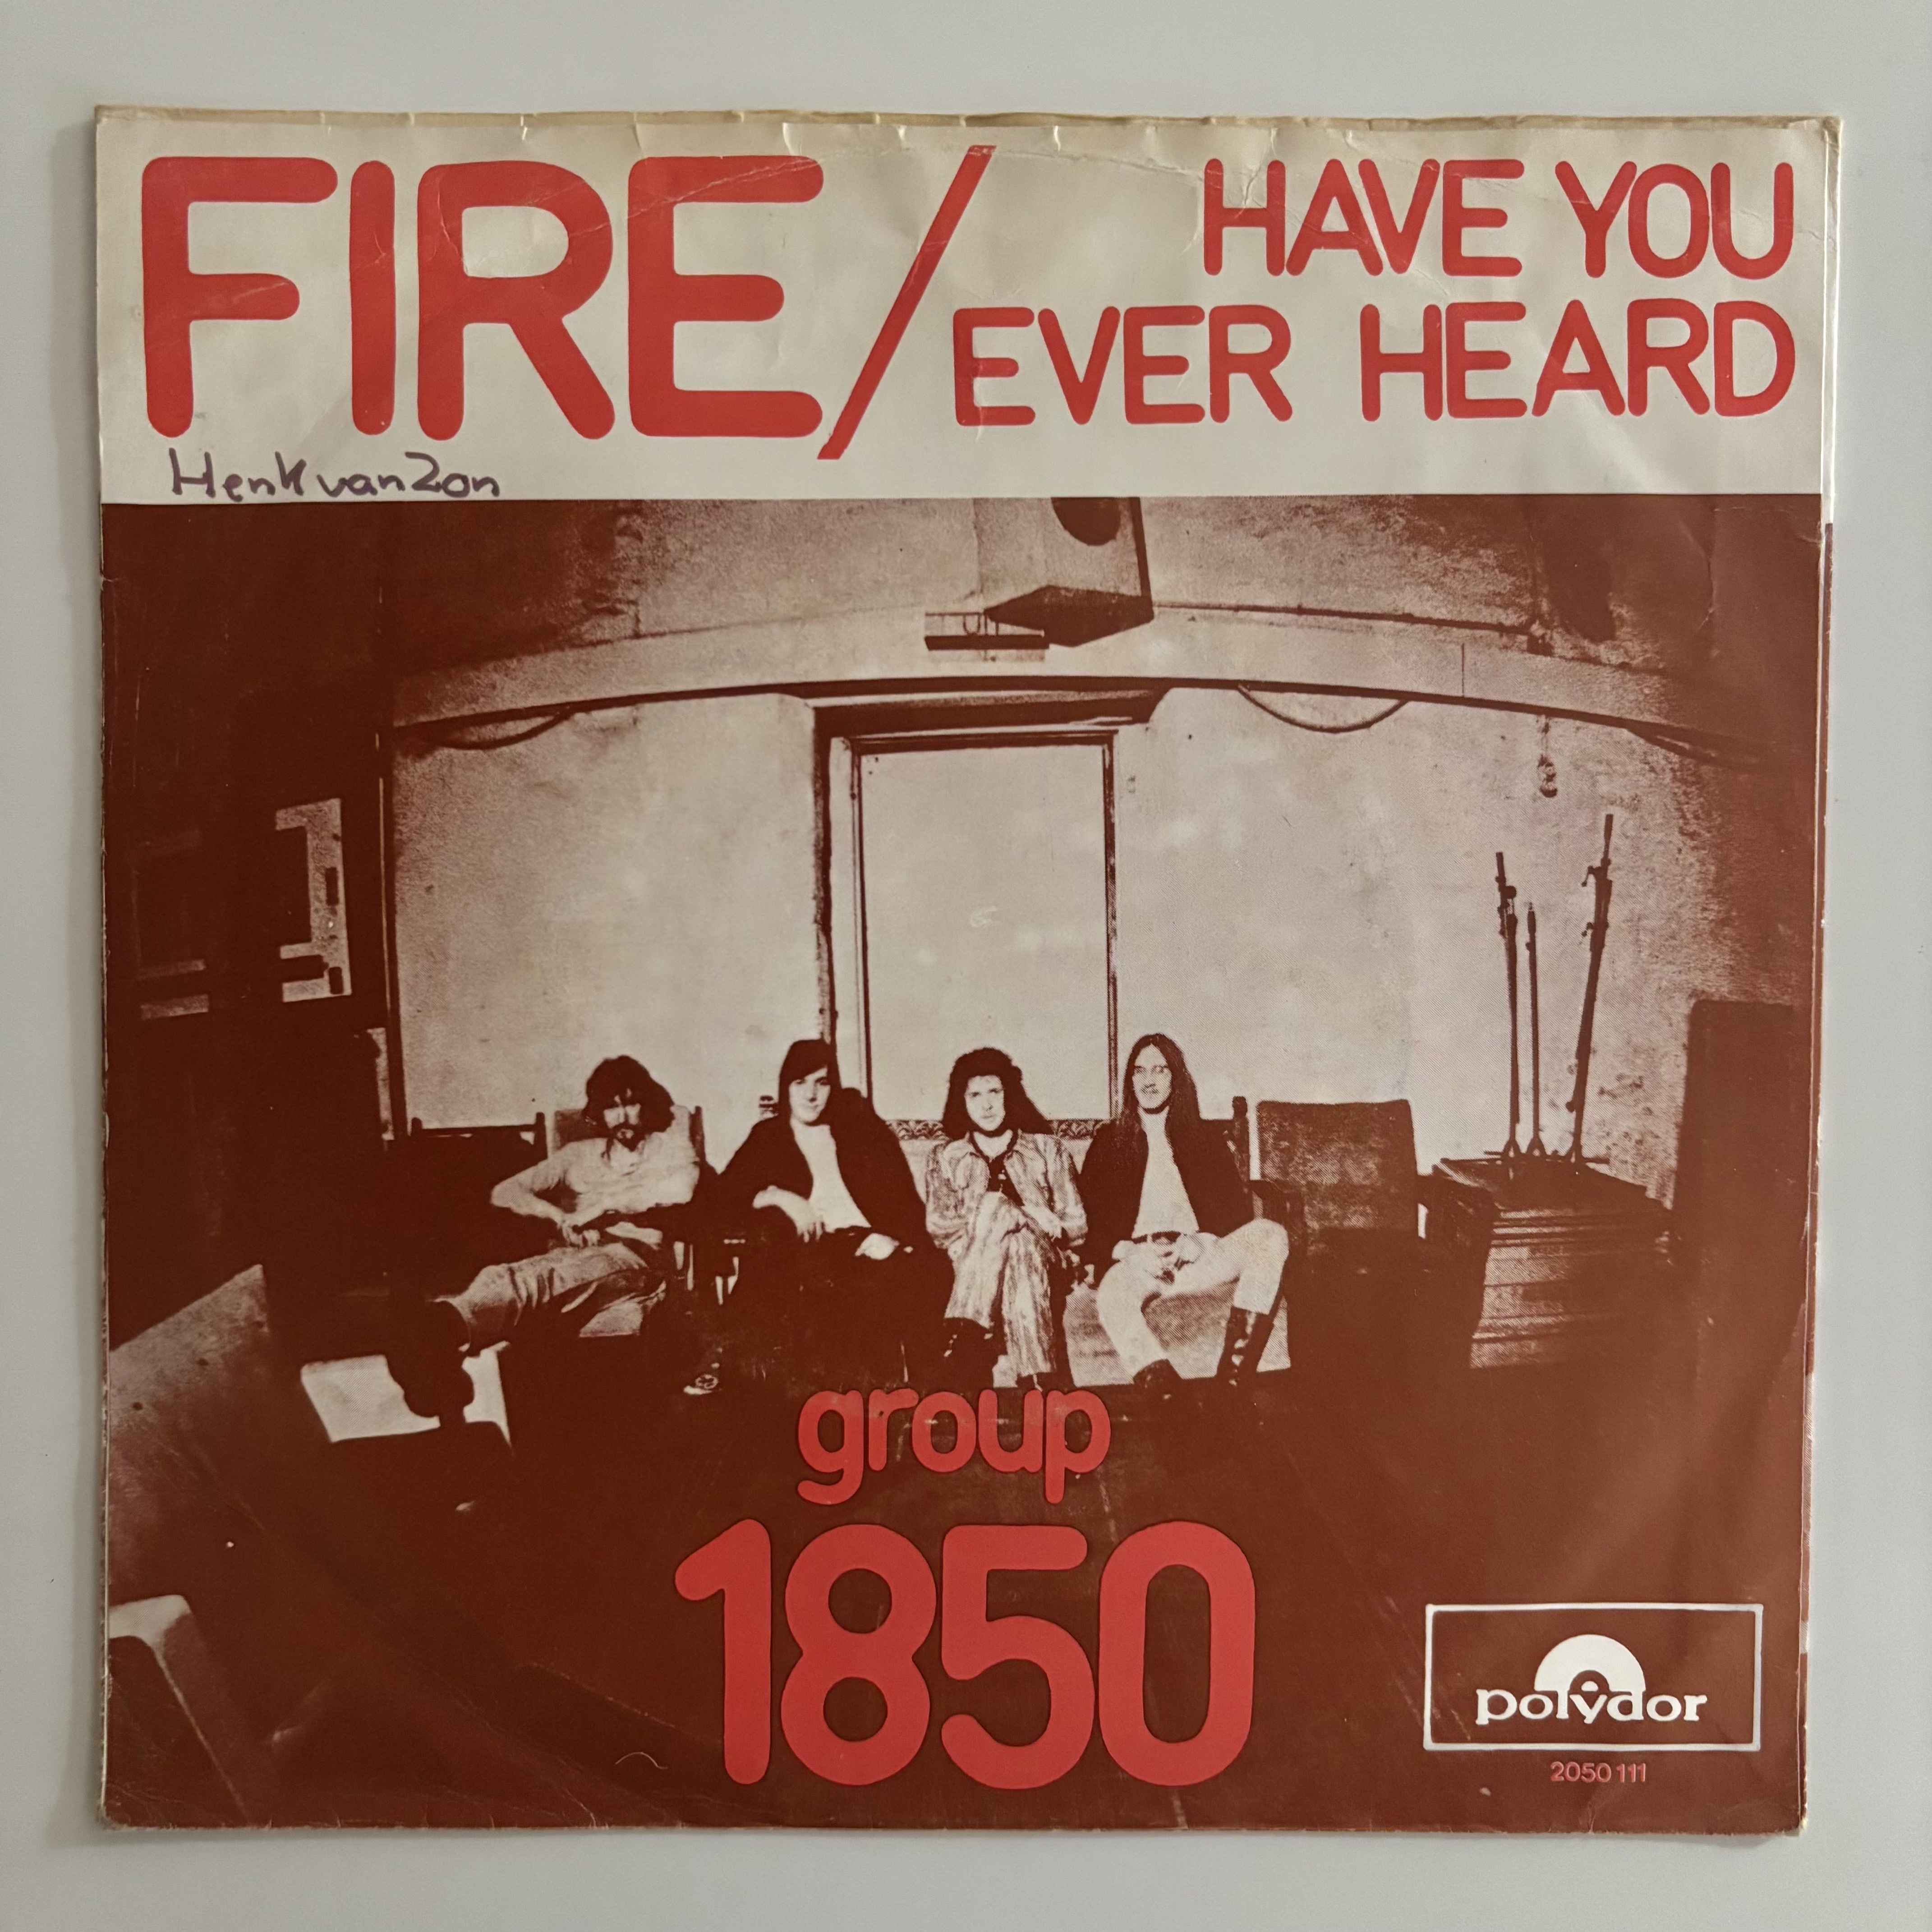 FIRE / HAVE YOU
EVER HEARD
Henk van Zon
group
1850
polydor
2050 111